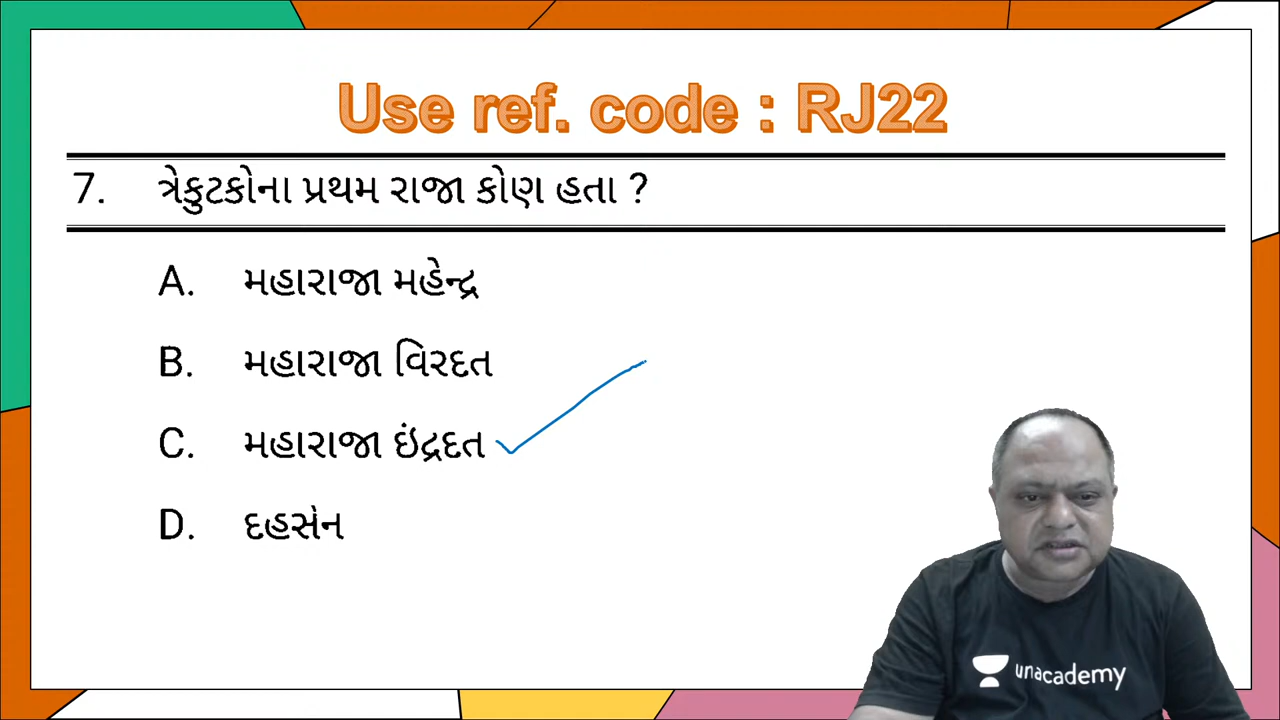 Use ref. code : RJ22
7. ત્રેકુટકોના પ્રથમ રાજા કોણ હતા ?
A. મહારાજા મહેન્દ્ર
B. મહારાજા વિરદત
C. મહારાજા ઇંદ્રદત
D. દહસેન
unacademy